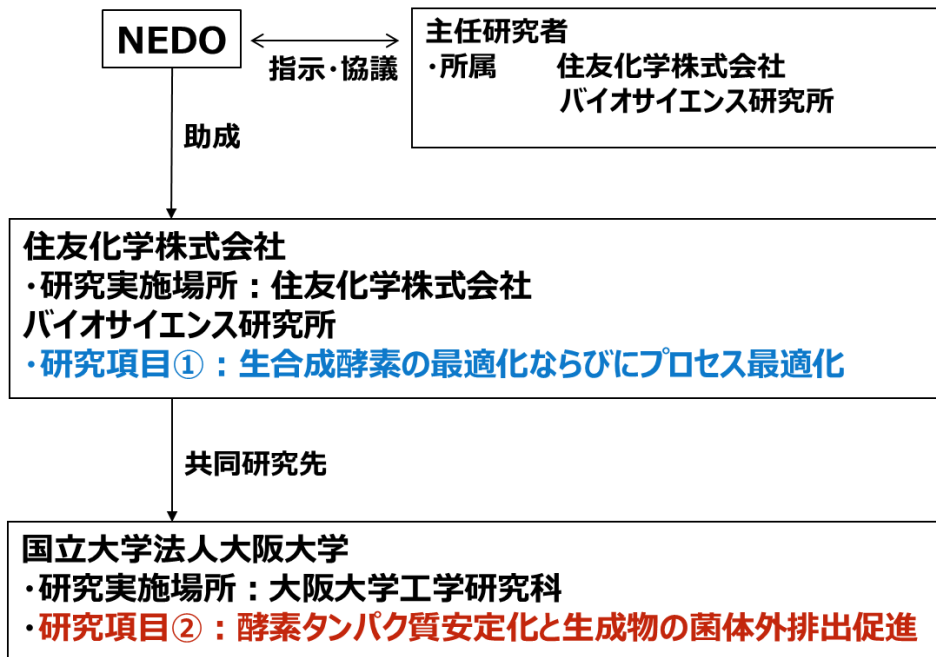 NEDO
指示・協議
主任研究者
・所属　　住友化学株式会社
バイオサイエンス研究所
助成
住友化学株式会社
・研究実施場所：住友化学株式会社
バイオサイエンス研究所
・研究項目①：生合成酵素の最適化ならびにプロセス最適化
共同研究先
国立大学法人大阪大学
・研究実施場所：大阪大学工学研究科
・研究項目②：酵素タンパク質安定化と生成物の菌体外排出促進